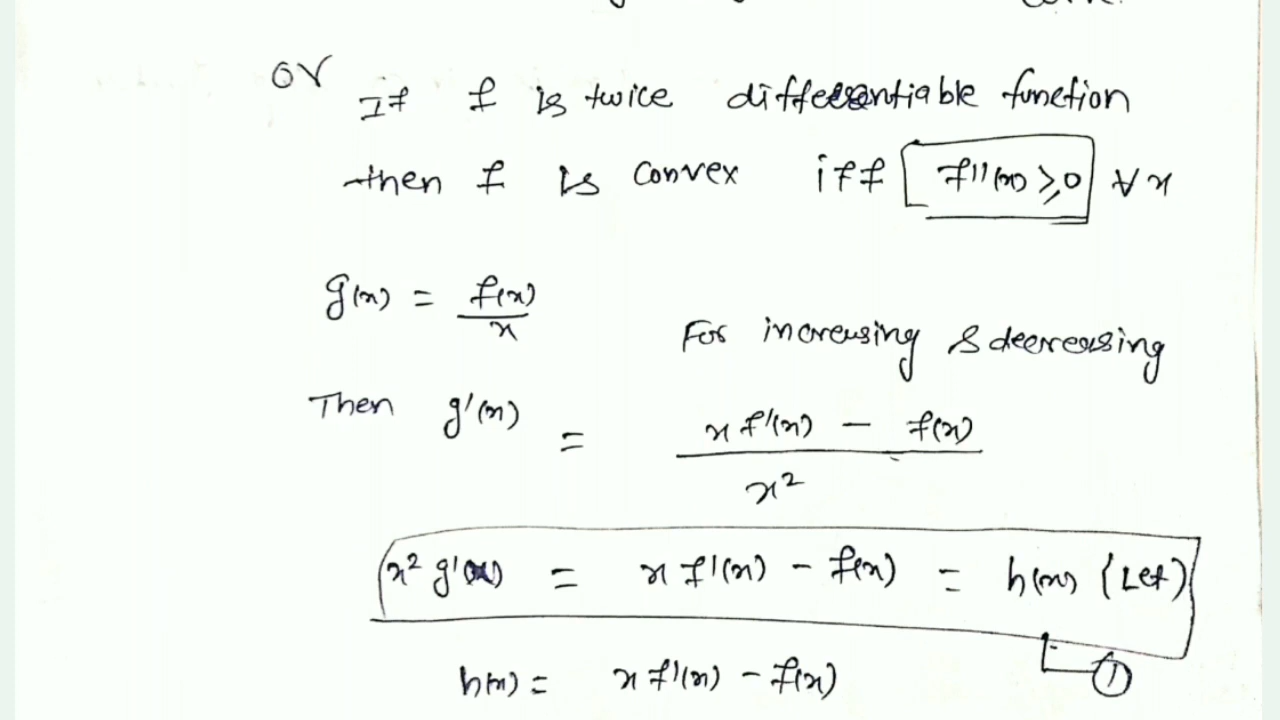 or
If f is twice differentiable function
then f is convex iff f''(x) ≥ 0 ∀ x
g(x) = f(x)/x
For increasing & decreasing
Then g'(x) = (x f'(x) - f(x))/x²
x² g'(x) = x f'(x) - f(x) = h(x) {Let)
①
h(x) = x f'(x) - f(x)